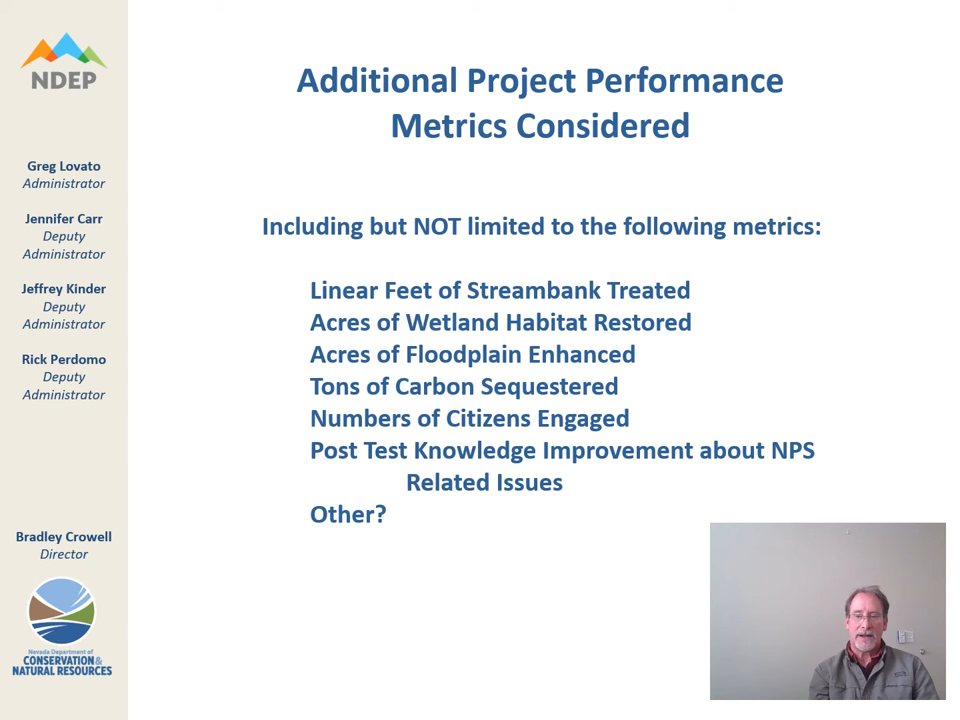 NDEP
Greg Lovato
Administrator
Jennifer Carr
Deputy
Administrator
Jeffrey Kinder
Deputy
Administrator
Rick Perdomo
Deputy
Administrator
Bradley Crowell
Director
Nevada Department of
CONSERVATION &
NATURAL RESOURCES
Additional Project Performance
Metrics Considered
Including but NOT limited to the following metrics:
Linear Feet of Streambank Treated
Acres of Wetland Habitat Restored
Acres of Floodplain Enhanced
Tons of Carbon Sequestered
Numbers of Citizens Engaged
Post Test Knowledge Improvement about NPS
Related Issues
Other?